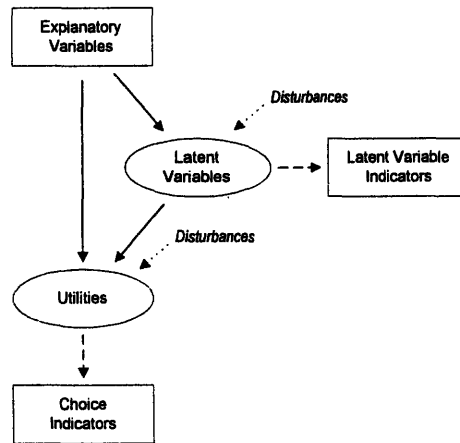 Explanatory
Variables
Disturbances
Latent
Variables
Latent Variable
Indicators
Disturbances
Utilities
Choice
Indicators